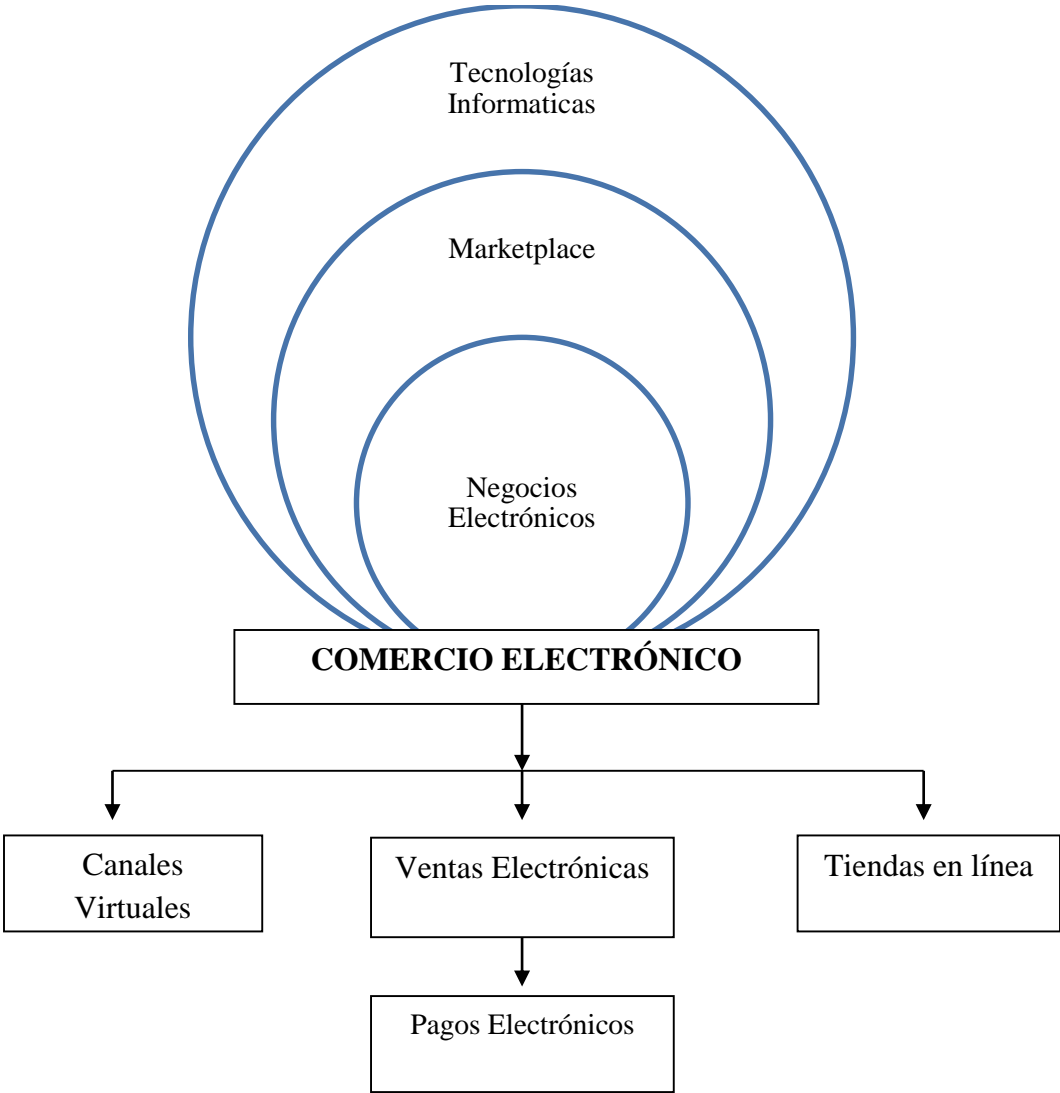 Tecnologías
Informaticas
Marketplace
Negocios
Electrónicos
COMERCIO ELECTRÓNICO
Canales
Virtuales
Ventas Electrónicas
Tiendas en línea
Pagos Electrónicos